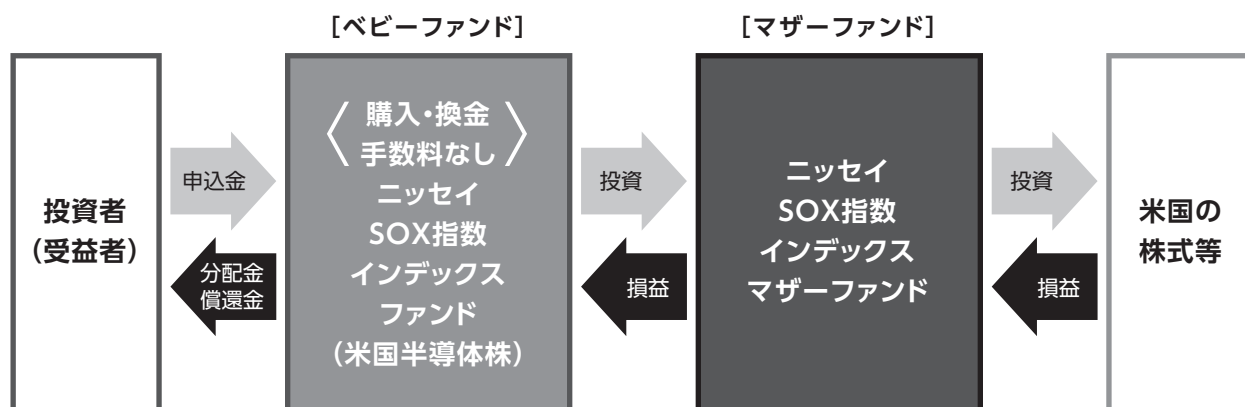 [ベビーファンド]
[マザーファンド]
投資者
(受益者)
申込金
分配金
償還金
〈購入・換金
手数料なし〉
ニッセイ
SOX指数
インデックス
ファンド
(米国半導体株)
投資
損益
ニッセイ
SOX指数
インデックス
マザーファンド
投資
損益
米国の
株式等